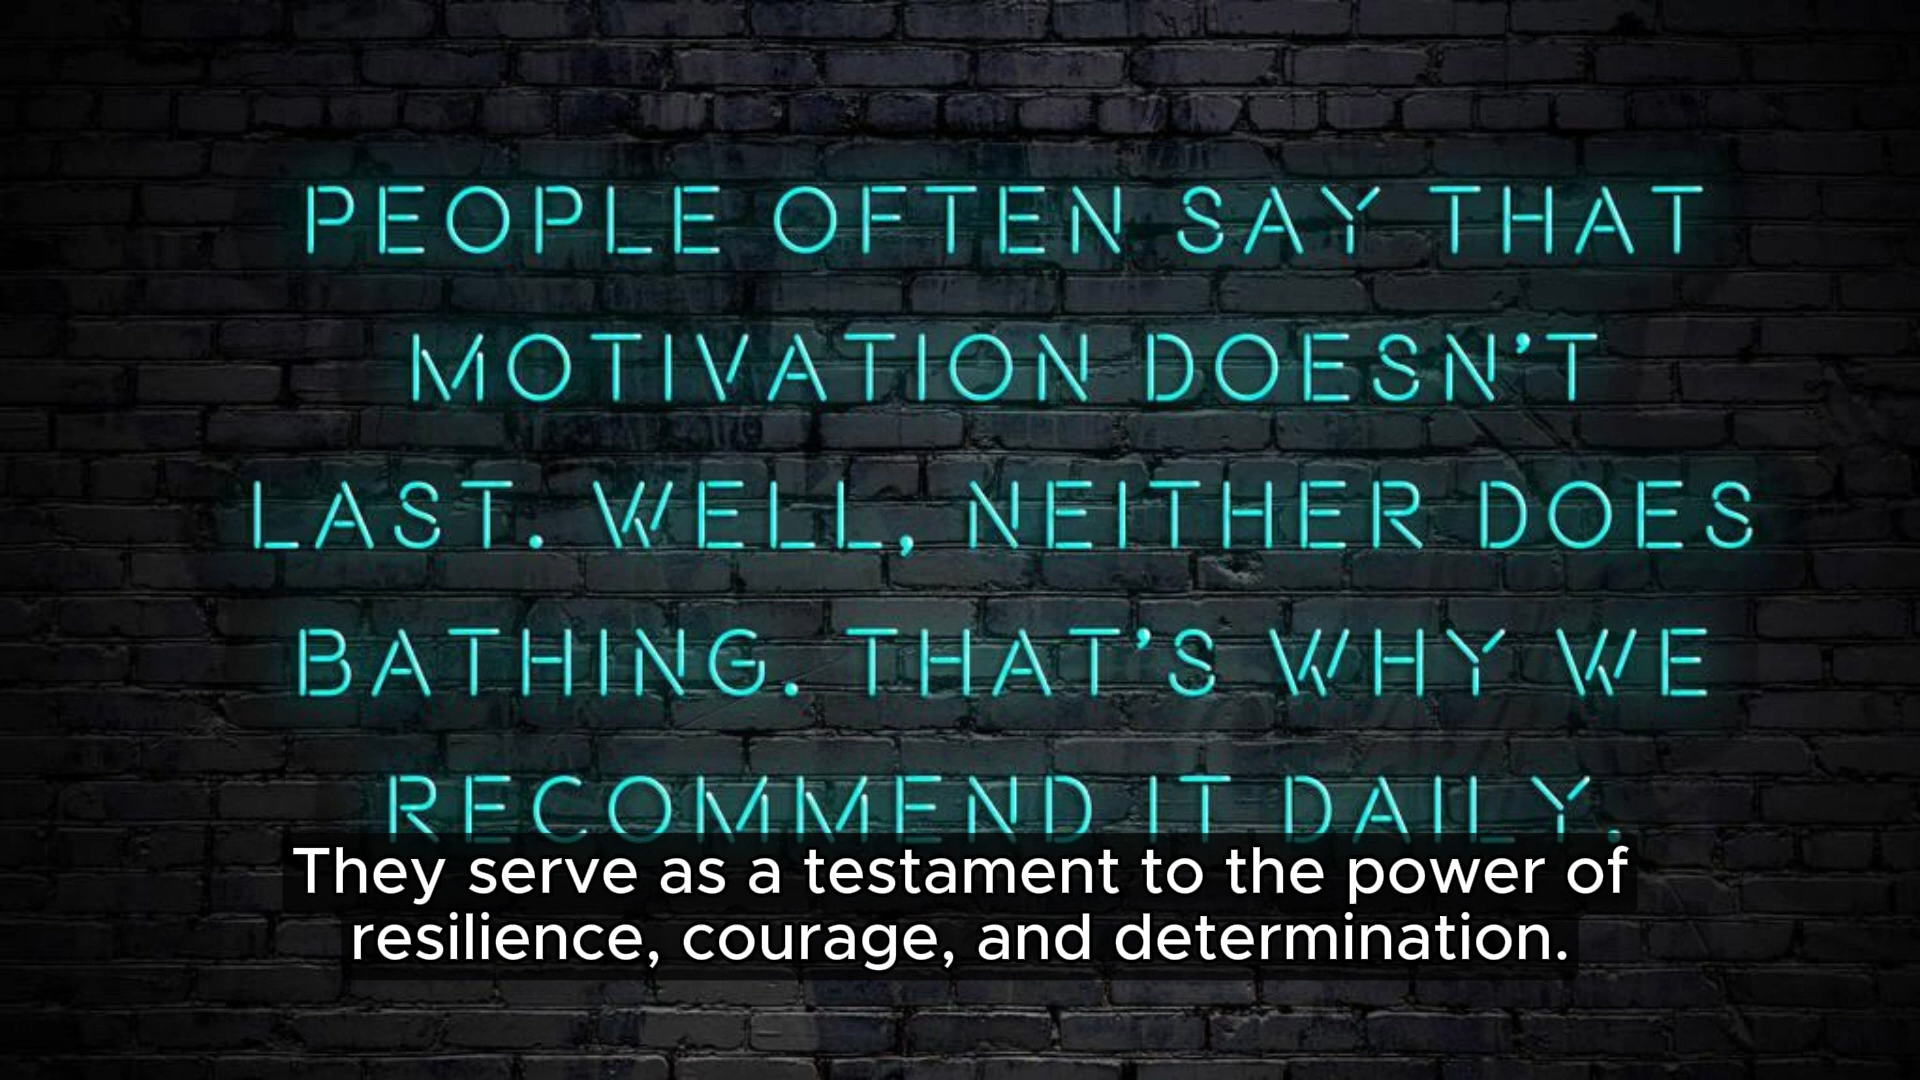 PEOPLE OFTEN SAY THAT
MOTIVATION DOESN'T
LAST. WELL, NEITHER DOES
BATHING. THAT'S WHY WE
RECOMMEND IT DAILY.
They serve as a testament to the power of
resilience, courage, and determination.